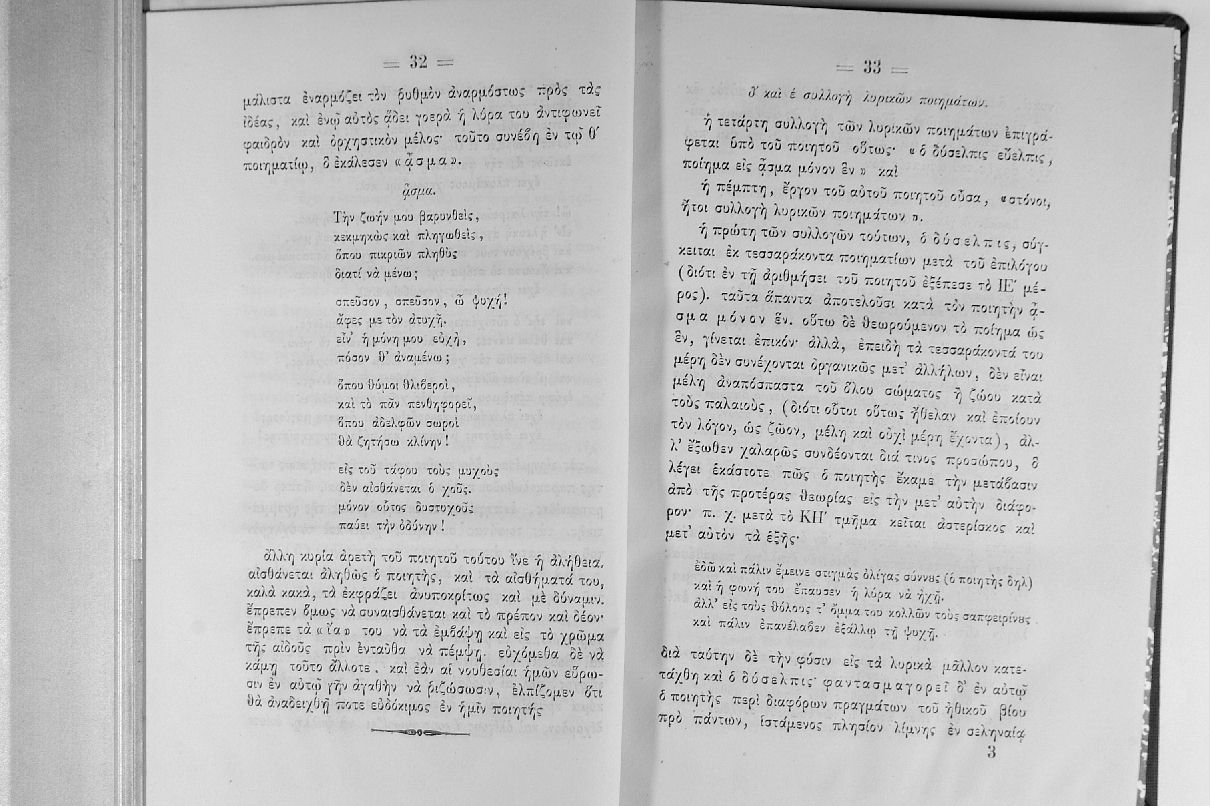 = 32 =
μάλιστα ἐναρμόζει τὸν ῥυθμὸν ἀναρμόστως πρὸς τὰς
ἰδέας, καὶ ἐνῷ αὐτὸς ᾄδει γοερὰ ἡ λύρα του ἀντιφωνεῖ
φαιδρὸν καὶ ὀρχηστικὸν μέλος· τοῦτο συνέβη ἐν τῷ θ΄
ποιηματίῳ, ὃ ἐκάλεσεν «ᾆσμα».
ᾆσμα.
Τὴν ζωήν μου βαρυνθεὶς,
κεκμηκὼς καὶ πληγωθεὶς,
ὅπου πικριῶν πληθὺς
διατί νὰ μένω;
σπεῦσον, σπεῦσον, ὦ ψυχή!
ἄφες με τὸν ἀτυχῆ.
εἶν' ἡ μόνη μου εὐχὴ,
πόσον θ' ἀναμένω;
ὅπου θύμοι θλιβεροὶ,
καὶ τὸ πᾶν πενθηφορεῖ,
ὅπου ἀδελφῶν σωροὶ
θὰ ζητήσω κλίνην!
εἰς τοῦ τάφου τοὺς μυχοὺς
δὲν αἰσθάνεται ὁ χοῦς.
μόνον οὗτος δυστυχοῦς
παύει τὴν ὀδύνην!
ἄλλη κυρία ἀρετὴ τοῦ ποιητοῦ τούτου ἶνε ἡ ἀλήθεια.
αἰσθάνεται ἀληθῶς ὁ ποιητὴς, καὶ τὰ αἰσθήματά του,
καλὰ κακὰ, τὰ ἐκφράζει ἀνυποκρίτως καὶ μὲ δύναμιν.
ἔπρεπεν ὅμως νὰ συναισθάνεται καὶ τὸ πρέπον καὶ δέον·
ἔπρεπε τὰ «ἴα» του νὰ τὰ ἐμβάψῃ καὶ εἰς τὸ χρῶμα
τῆς αἰδοῦς πρὶν ἐνταῦθα νὰ πέμψῃ. εὐχόμεθα δὲ νὰ
κάμῃ τοῦτο ἄλλοτε, καὶ ἐὰν αἱ νουθεσίαι ἡμῶν εὕρω-
σιν ἐν αὐτῷ γῆν ἀγαθὴν νὰ ῥιζώσωσιν, ἐλπίζομεν ὅτι
θὰ ἀναδειχθῇ ποτε εὐδόκιμος ἐν ἡμῖν ποιητής
= 33 =
δ΄ καὶ έ συλλογὴ λυρικῶν ποιημάτων.
ἡ τετάρτη συλλογὴ τῶν λυρικῶν ποιημάτων ἐπιγρά-
φεται ὑπὸ τοῦ ποιητοῦ οὕτως· «ὁ δύσελπις εὔελπις,
ποίημα εἰς ᾆσμα μόνον ἓν» καὶ
ἡ πέμπτη, ἔργον τοῦ αὐτοῦ ποιητοῦ οὖσα, «στόνοι,
ἤτοι συλλογὴ λυρικῶν ποιημάτων».
ἡ πρώτη τῶν συλλογῶν τούτων, ὁ δύσελπις, σύγ-
κειται ἐκ τεσσαράκοντα ποιηματίων μετὰ τοῦ ἐπιλόγου
(διότι ἐν τῇ ἀριθμήσει τοῦ ποιητοῦ ἐξέπεσε τὸ ΙΕ΄ μέ-
ρος). ταῦτα ἅπαντα ἀποτελοῦσι κατὰ τὸν ποιητὴν ᾆ-
σμα μόνον ἕν. οὕτω δὲ θεωρούμενον τὸ ποίημα ὡς
ἓν, γίνεται ἐπικόν· ἀλλὰ, ἐπειδὴ τὰ τεσσαράκοντά του
μέρη δὲν συνέχονται ὀργανικῶς μετ' ἀλλήλων, δὲν εἶναι
μέλη ἀναπόσπαστα τοῦ ὅλου σώματος ἢ ζώου κατὰ
τοὺς παλαιοὺς, (διότι οὗτοι οὕτως ἤθελαν καὶ ἐποίουν
τὸν λόγον, ὡς ζῶον, μέλη καὶ οὐχὶ μέρη ἔχοντα), ἀλ-
λ' ἔξωθεν χαλαρῶς συνδέονται διά τινος προσώπου, ὃ
λέγει ἑκάστοτε πῶς ὁ ποιητὴς ἔκαμε τὴν μετάβασιν
ἀπὸ τῆς προτέρας θεωρίας εἰς τὴν μετ' αὐτὴν διάφο-
ρον· π. χ. μετὰ τὸ ΚΗ΄ τμῆμα κεῖται ἀστερίσκος καὶ
μετ' αὐτὸν τὰ ἑξῆς·
ἐδῶ καὶ πάλιν ἔμεινε στιγμὰς ὀλίγας σύννους (ὁ ποιητὴς δηλ)
καὶ ἡ φωνή του ἔπαυσεν ἡ λύρα νὰ ἠχῇ.
ἀλλ' εἰς τοὺς θόλους τ' ὄμμα του κολλῶν τοὺς σαπφειρίνους
καὶ πάλιν ἐπανέλαβεν ἐξάλλῳ τῇ ψυχῇ.
διὰ ταύτην δὲ τὴν φύσιν εἰς τὰ λυρικὰ μᾶλλον κατε-
τάχθη καὶ ὁ δύσελπις· φαντασμαγορεῖ δ' ἐν αὐτῷ
ὁ ποιητὴς περὶ διαφόρων πραγμάτων τοῦ ἠθικοῦ βίου
πρὸ πάντων, ἱστάμενος πλησίον λίμνης ἐν σεληναίᾳ
3